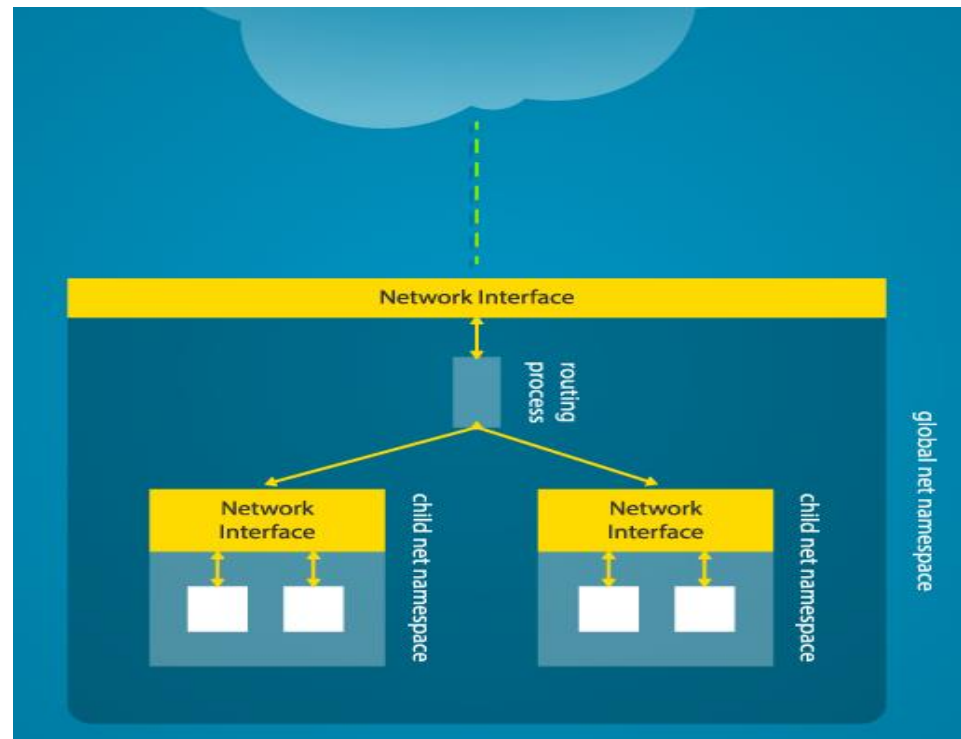 Network Interface
routing
process
global net namespace
Network
Interface
child net namespace
Network
Interface
child net namespace